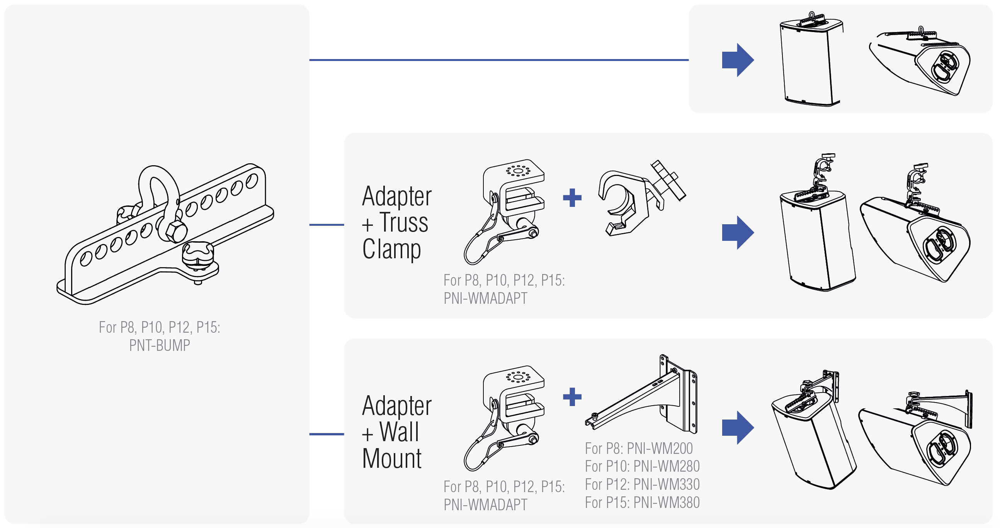 For P8, P10, P12, P15:
PNT-BUMP
Adapter
+ Truss
Clamp
For P8, P10, P12, P15:
PNI-WMADAPT
Adapter
+ Wall
Mount
For P8, P10, P12, P15:
PNI-WMADAPT
For P8: PNI-WM200
For P10: PNI-WM280
For P12: PNI-WM330
For P15: PNI-WM380